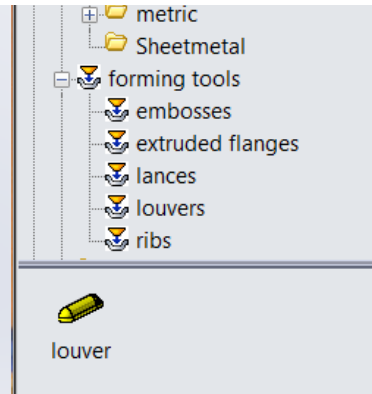 metric
Sheetmetal
forming tools
embosses
extruded flanges
lances
louvers
ribs
louver